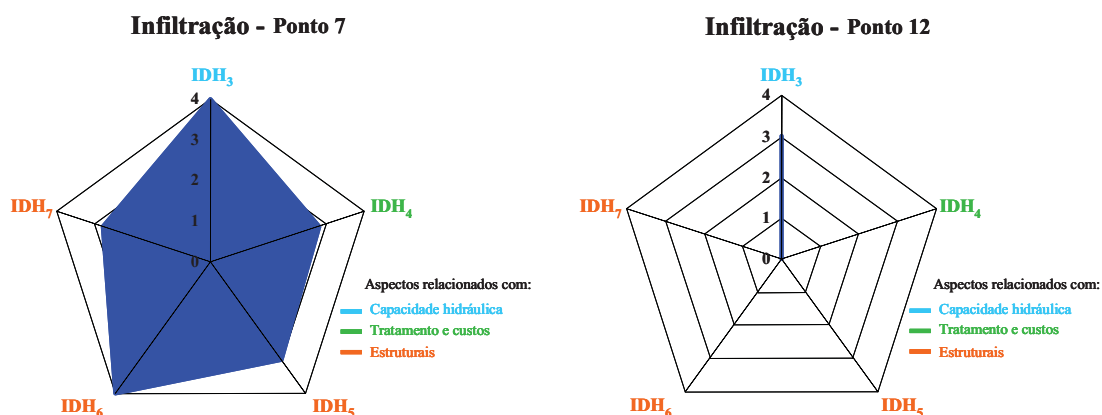 Infiltração - Ponto 7
IDH3
4
3
2
1
0
IDH7
IDH4
Aspectos relacionados com:
Capacidade hidráulica
Tratamento e custos
Estruturais
IDH6
IDH5
Infiltração - Ponto 12
IDH3
4
3
2
1
0
IDH7
IDH4
Aspectos relacionados com:
Capacidade hidráulica
Tratamento e custos
Estruturais
IDH6
IDH5